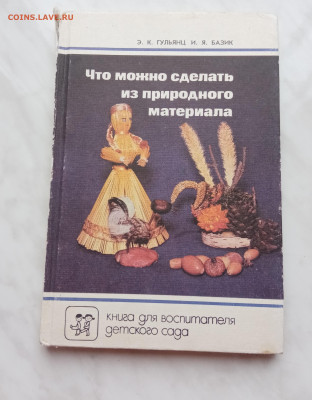 COINS.LAVE.RU
Э. К. ГУЛЬЯНЦ И. Я. БАЗИК
Что можно сделать
из природного
материала
книга для воспитателя
детского сада